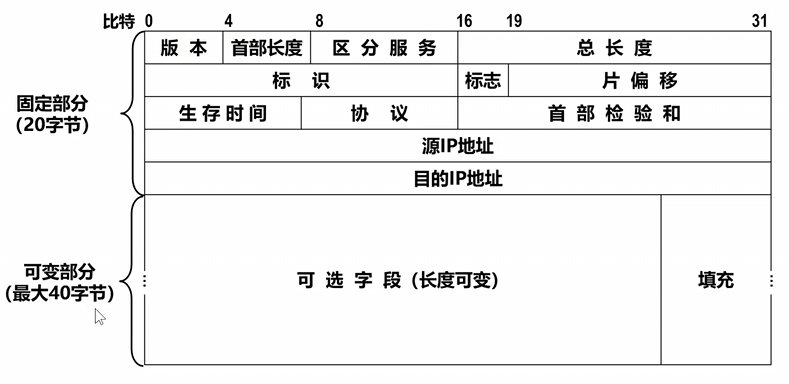 比特 0 4 8 16 19 31
版 本 首部长度 区 分 服 务 总 长 度
标 识 标志 片 偏 移
固定部分
（20字节）
生 存 时 间 协 议 首 部 检 验 和
源IP地址
目的IP地址
可变部分
（最大40字节）
可 选 字 段（长度可变） 填充